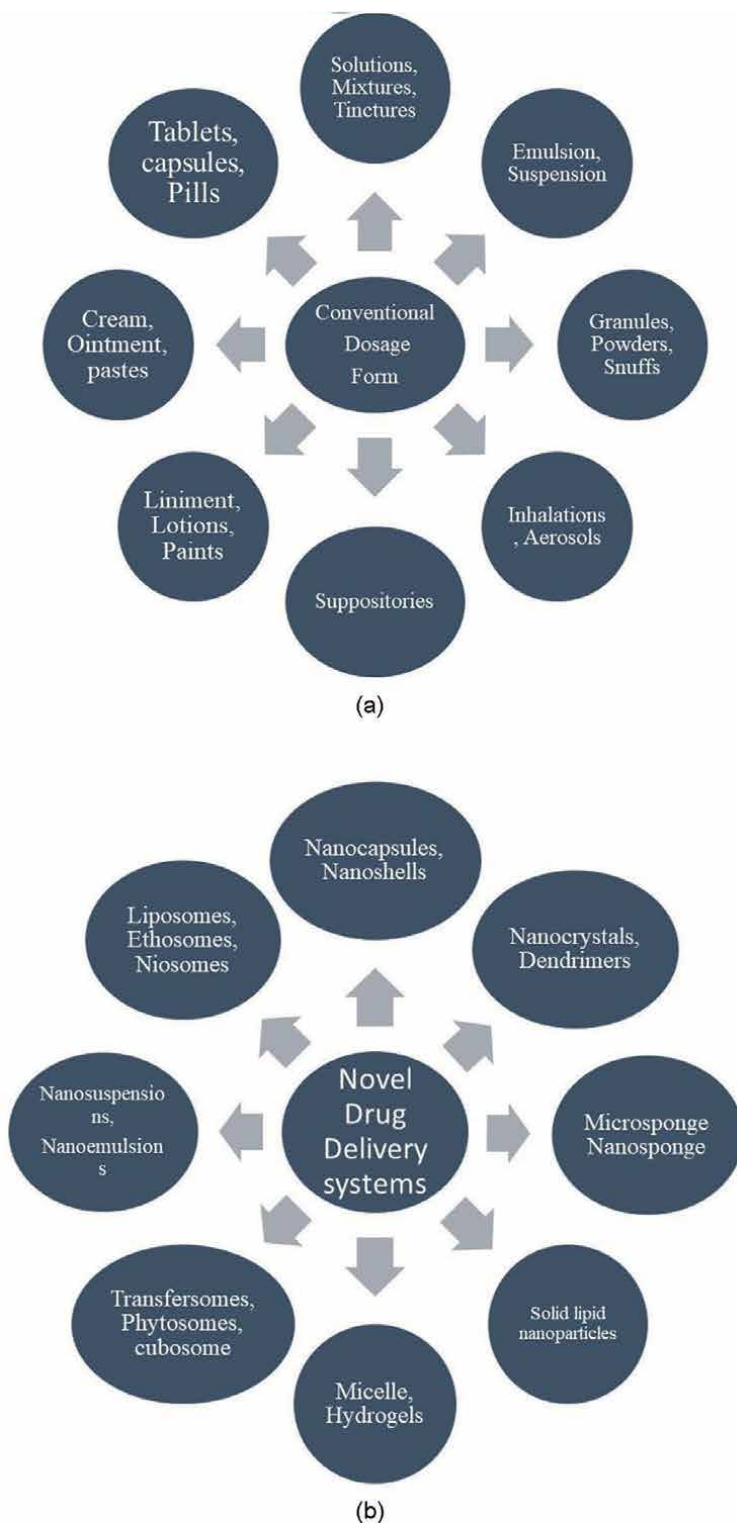 Solutions,
Mixtures,
Tinctures
Tablets,
capsules,
Pills
Emulsion,
Suspension
Cream,
Ointment,
pastes
Conventional
Dosage
Form
Granules,
Powders,
Snuffs
Liniment,
Lotions,
Paints
Inhalations
, Aerosols
Suppositories
(a)
Nanocapsules,
Nanoshells
Liposomes,
Ethosomes,
Niosomes
Nanocrystals,
Dendrimers
Nanosuspensio
ns,
Nanoemulsion
s
Novel
Drug
Delivery
systems
Microsponge
Nanosponge
Transfersomes,
Phytosomes,
cubosome
Solid lipid
nanoparticles
Micelle,
Hydrogels
(b)